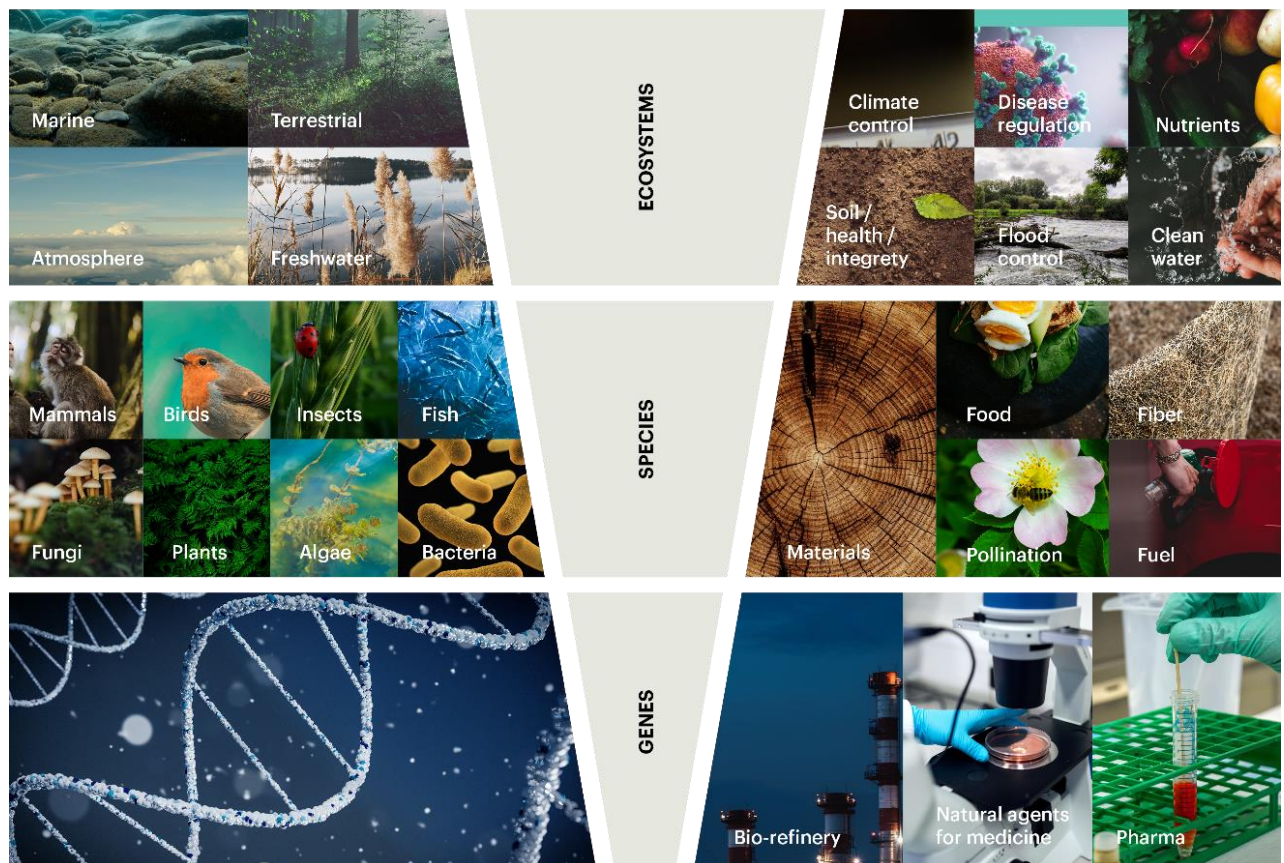 Marine
Terrestrial
Atmosphere
Freshwater
ECOSYSTEMS
Climate
control
Disease
regulation
Nutrients
Soil /
health /
integrety
Flood
control
Clean
water
Mammals
Birds
Insects
Fish
Fungi
Plants
Algae
Bacteria
SPECIES
Materials
Food
Fiber
Pollination
Fuel
GENES
Bio-refinery
Natural agents
for medicine
Pharma